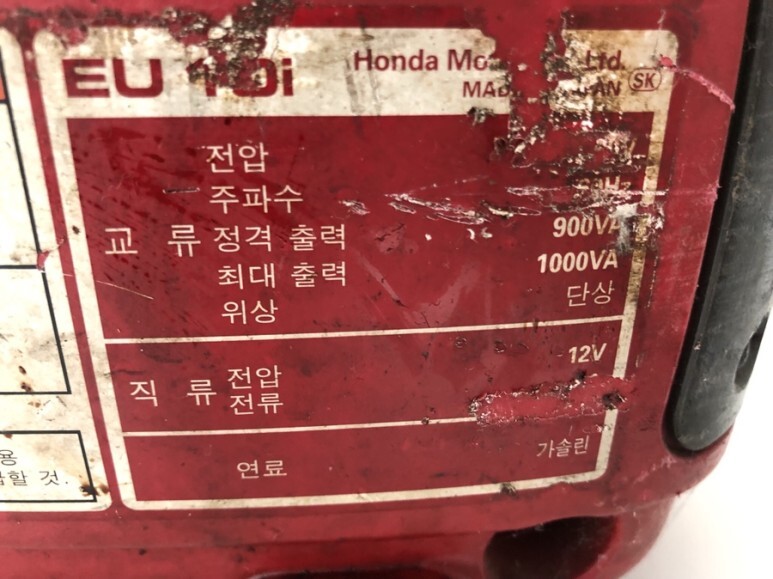 EU 10i Honda Ltd.
SK
전압
주파수
교 류 정격 출력 900VA
최대 출력 1000VA
위상 단상
직 류 전압 12V
전류
연료 가솔린
용
할 것.